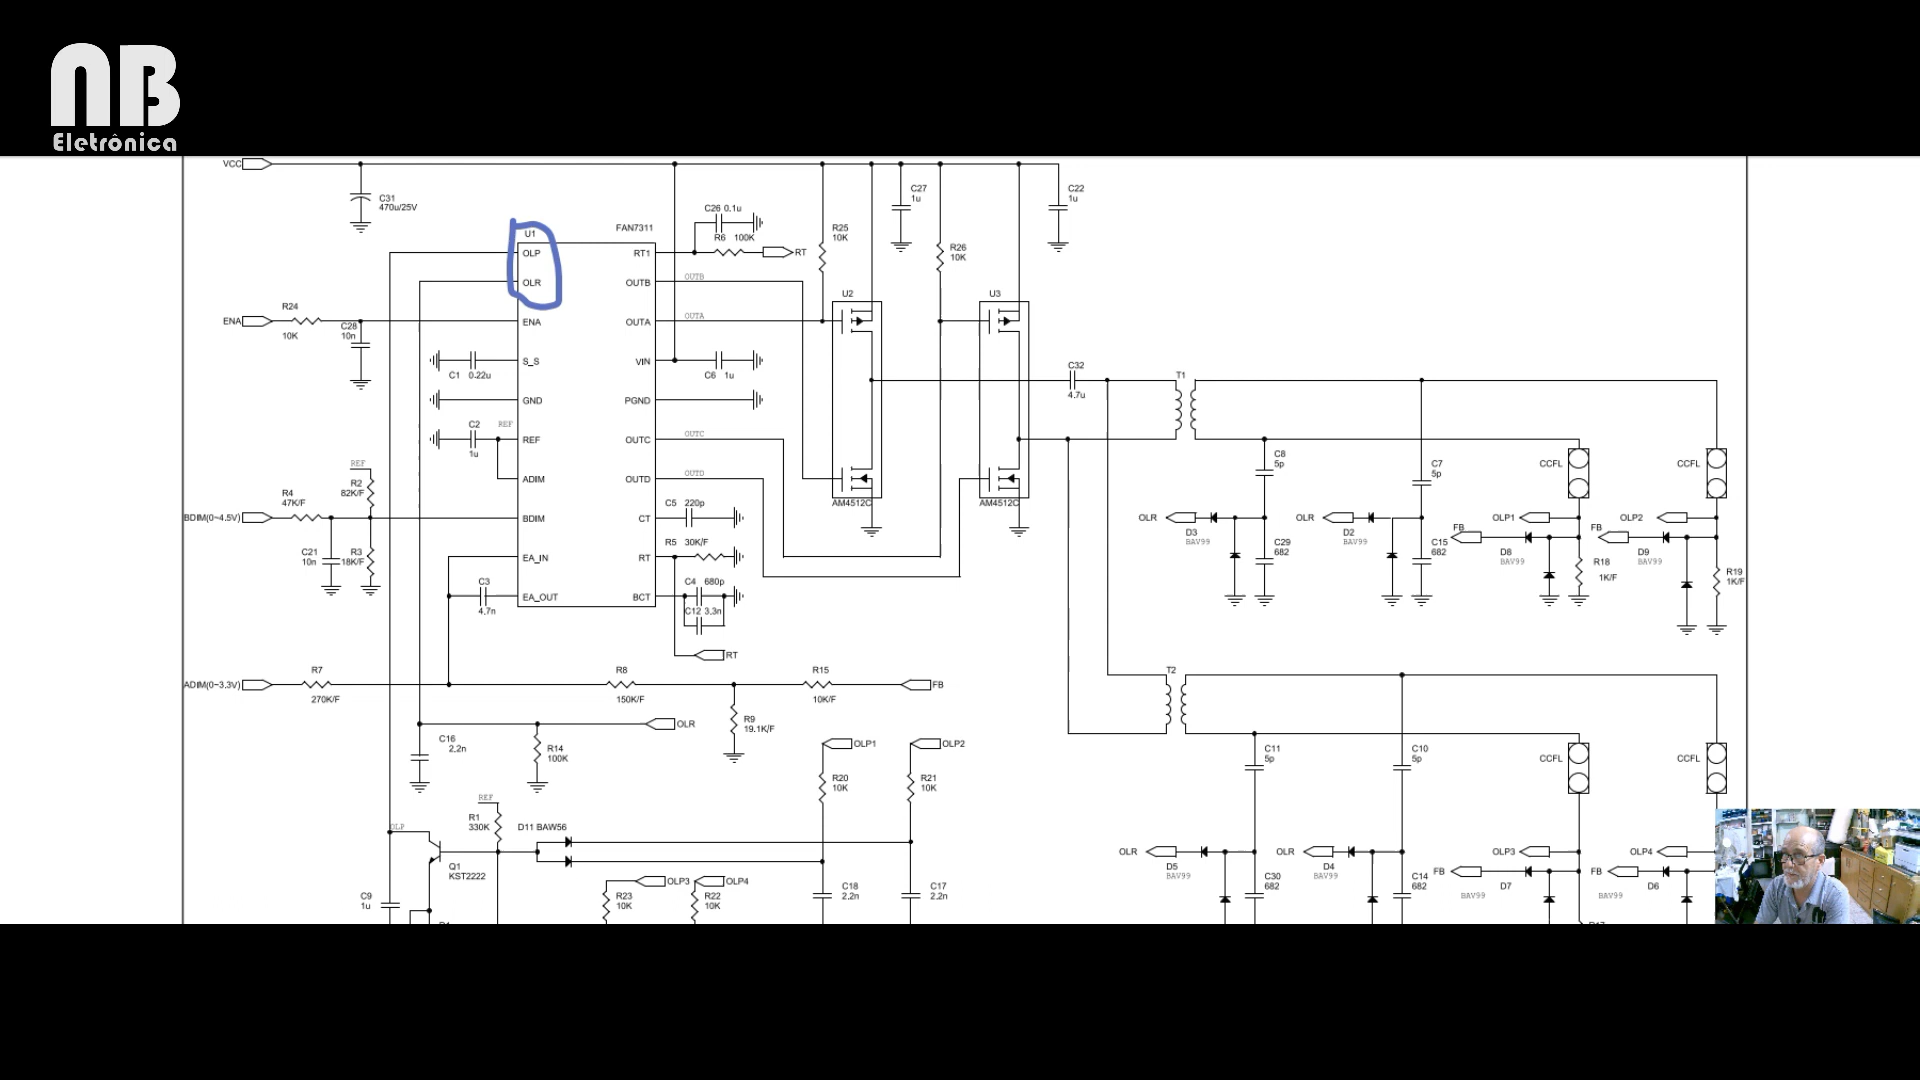 NB
Eletrônica
VCC
C31
470u/25V
U1
FAN7311
OLP
OLR
ENA
S_S
GND
REF
ADIM
BDIM
EA_IN
EA_OUT
RT1
OUTB
OUTA
VIN
PGND
OUTC
OUTD
CT
RT
BCT
C26 0.1u
R6 100K
RT
OUTB
OUTA
C6 1u
OUTC
OUTD
C5 220p
R5 30K/F
C4 680p
C12 3.3n
RT
ENA
R24
10K
C28
10n
C1 0.22u
C2
1u
REF
REF
R2
82K/F
R4
47K/F
BDIM(0~4.5V)
C21
10n
R3
18K/F
C3
4.7n
R25
10K
C27
1u
R26
10K
C22
1u
U2
AM4512C
U3
AM4512C
C32
4.7u
T1
C8
5p
C7
5p
CCFL
CCFL
OLR
D3
BAV99
C29
682
OLR
D2
BAV99
C15
682
OLP1
FB
D8
BAV99
R18
1K/F
OLP2
FB
D9
BAV99
R19
1K/F
ADIM(0~3.3V)
R7
270K/F
R8
150K/F
R15
10K/F
FB
R9
19.1K/F
OLR
C16
2.2n
R14
100K
OLP1
OLP2
R20
10K
R21
10K
REF
R1
330K
D11 BAW56
OLP
Q1
KST2222
C9
1u
OLP3
OLP4
R23
10K
R22
10K
C18
2.2n
C17
2.2n
T2
C11
5p
C10
5p
CCFL
CCFL
OLR
D5
BAV99
C30
682
OLR
D4
BAV99
C14
682
OLP3
FB
D7
BAV99
OLP4
FB
D6
BAV99